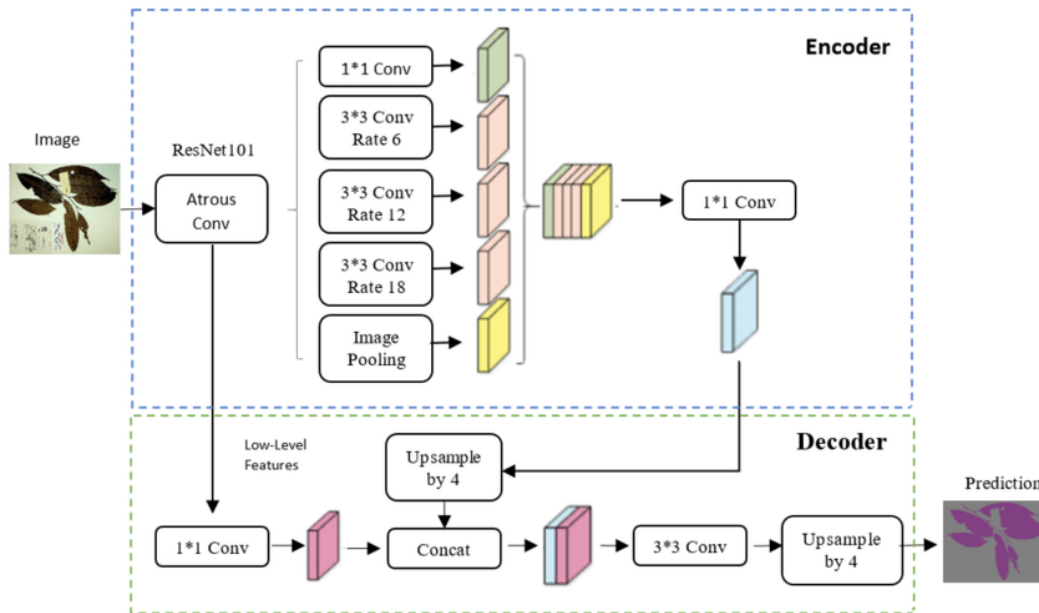 Encoder
Image
ResNet101
Atrous
Conv
1*1 Conv
3*3 Conv
Rate 6
3*3 Conv
Rate 12
3*3 Conv
Rate 18
Image
Pooling
1*1 Conv
Decoder
Low-Level
Features
Upsample
by 4
1*1 Conv
Concat
3*3 Conv
Upsample
by 4
Prediction